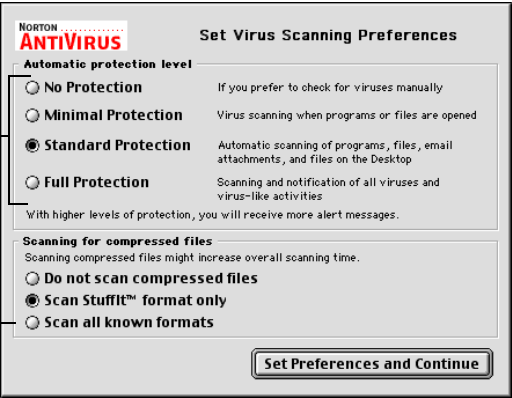 NORTON
ANTIVIRUS
Set Virus Scanning Preferences
Automatic protection level
No Protection If you prefer to check for viruses manually
Minimal Protection Virus scanning when programs or files are opened
Standard Protection Automatic scanning of programs, files, email
attachments, and files on the Desktop
Full Protection Scanning and notification of all viruses and
virus-like activities
With higher levels of protection, you will receive more alert messages.
Scanning for compressed files
Scanning compressed files might increase overall scanning time.
Do not scan compressed files
Scan StuffIt™ format only
Scan all known formats
Set Preferences and Continue